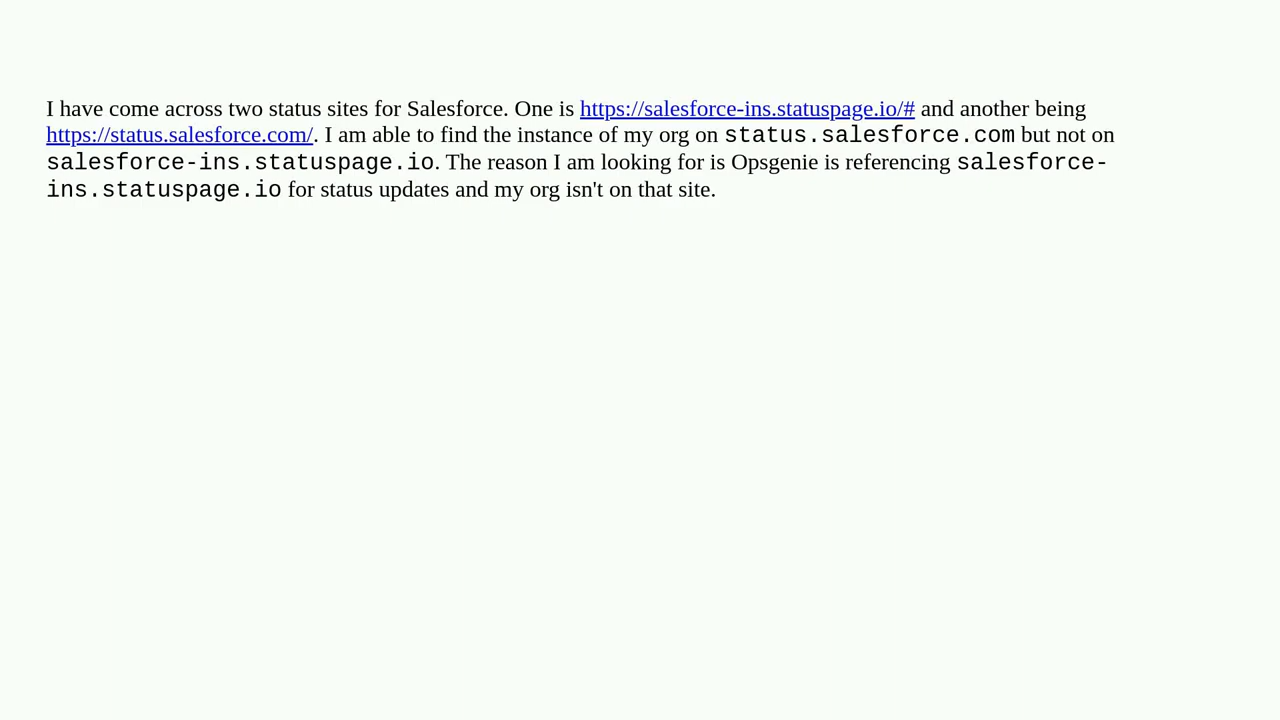 I have come across two status sites for Salesforce. One is https://salesforce-ins.statuspage.io/# and another being
https://status.salesforce.com/. I am able to find the instance of my org on status.salesforce.com but not on
salesforce-ins.statuspage.io. The reason I am looking for is Opsgenie is referencing salesforce-
ins.statuspage.io for status updates and my org isn't on that site.